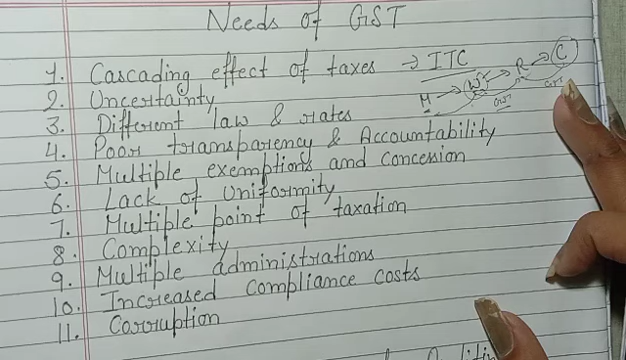 Needs of GST
1. Cascading effect of taxes → ITC
M → W → R → C
2. Uncertainty
3. Different law & rates
4. Poor transparency & Accountability
5. Multiple exemptions and concession
6. Lack of Uniformity
7. Multiple point of taxation
8. Complexity
9. Multiple administrations
10. Increased compliance costs
11. Corruption